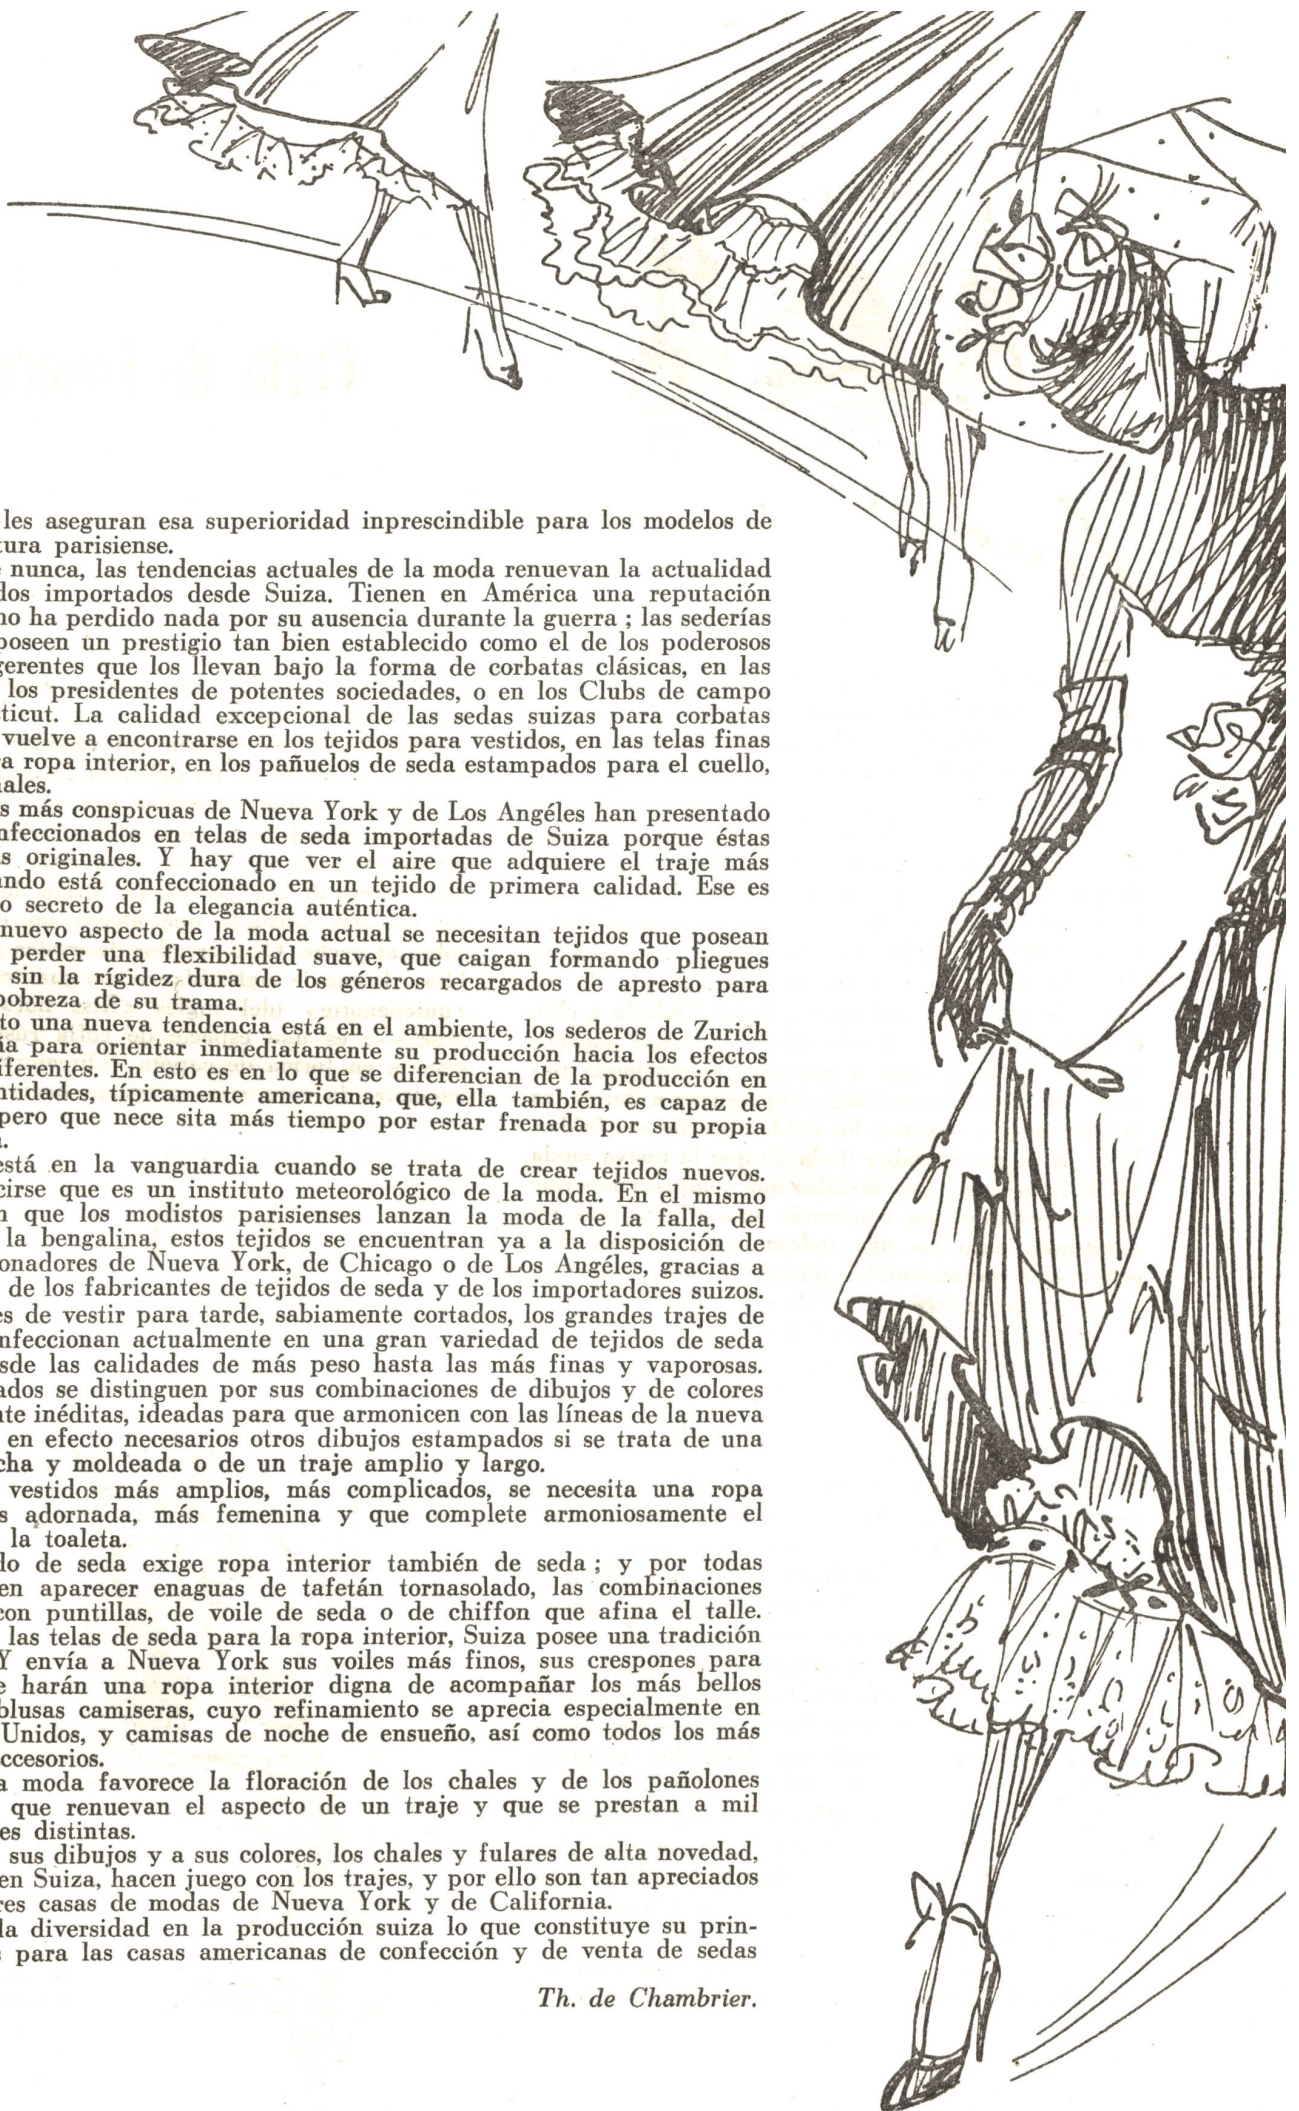 les aseguran esa superioridad inprescindible para los modelos de
tura parisiense.
nunca, las tendencias actuales de la moda renuevan la actualidad
dos importados desde Suiza. Tienen en América una reputación
no ha perdido nada por su ausencia durante la guerra ; las sederías
poseen un prestigio tan bien establecido como el de los poderosos
gerentes que los llevan bajo la forma de corbatas clásicas, en las
los presidentes de potentes sociedades, o en los Clubs de campo
ticut. La calidad excepcional de las sedas suizas para corbatas
vuelve a encontrarse en los tejidos para vestidos, en las telas finas
a ropa interior, en los pañuelos de seda estampados para el cuello,
ales.
s más conspicuas de Nueva York y de Los Angéles han presentado
nfeccionados en telas de seda importadas de Suiza porque éstas
s originales. Y hay que ver el aire que adquiere el traje más
ando está confeccionado en un tejido de primera calidad. Ese es
o secreto de la elegancia auténtica.
nuevo aspecto de la moda actual se necesitan tejidos que posean
perder una flexibilidad suave, que caigan formando pliegues
sin la rígidez dura de los géneros recargados de apresto para
pobreza de su trama.
to una nueva tendencia está en el ambiente, los sederos de Zurich
ía para orientar inmediatamente su producción hacia los efectos
iferentes. En esto es en lo que se diferencian de la producción en
ntidades, típicamente americana, que, ella también, es capaz de
pero que nece sita más tiempo por estar frenada por su propia
.
está en la vanguardia cuando se trata de crear tejidos nuevos.
cirse que es un instituto meteorológico de la moda. En el mismo
n que los modistos parisienses lanzan la moda de la falla, del
la bengalina, estos tejidos se encuentran ya a la disposición de
onadores de Nueva York, de Chicago o de Los Angéles, gracias a
de los fabricantes de tejidos de seda y de los importadores suizos.
es de vestir para tarde, sabiamente cortados, los grandes trajes de
nfeccionan actualmente en una gran variedad de tejidos de seda
sde las calidades de más peso hasta las más finas y vaporosas.
ados se distinguen por sus combinaciones de dibujos y de colores
te inéditas, ideadas para que armonicen con las líneas de la nueva
en efecto necesarios otros dibujos estampados si se trata de una
cha y moldeada o de un traje amplio y largo.
vestidos más amplios, más complicados, se necesita una ropa
s adornada, más femenina y que complete armoniosamente el
la toaleta.
do de seda exige ropa interior también de seda ; y por todas
en aparecer enaguas de tafetán tornasolado, las combinaciones
con puntillas, de voile de seda o de chiffon que afina el talle.
las telas de seda para la ropa interior, Suiza posee una tradición
Y envía a Nueva York sus voiles más finos, sus crespones para
e harán una ropa interior digna de acompañar los más bellos
blusas camiseras, cuyo refinamiento se aprecia especialmente en
Unidos, y camisas de noche de ensueño, así como todos los más
ccesorios.
a moda favorece la floración de los chales y de los pañolones
que renuevan el aspecto de un traje y que se prestan a mil
es distintas.
sus dibujos y a sus colores, los chales y fulares de alta novedad,
en Suiza, hacen juego con los trajes, y por ello son tan apreciados
res casas de modas de Nueva York y de California.
la diversidad en la producción suiza lo que constituye su prin-
para las casas americanas de confección y de venta de sedas
Th. de Chambrier.